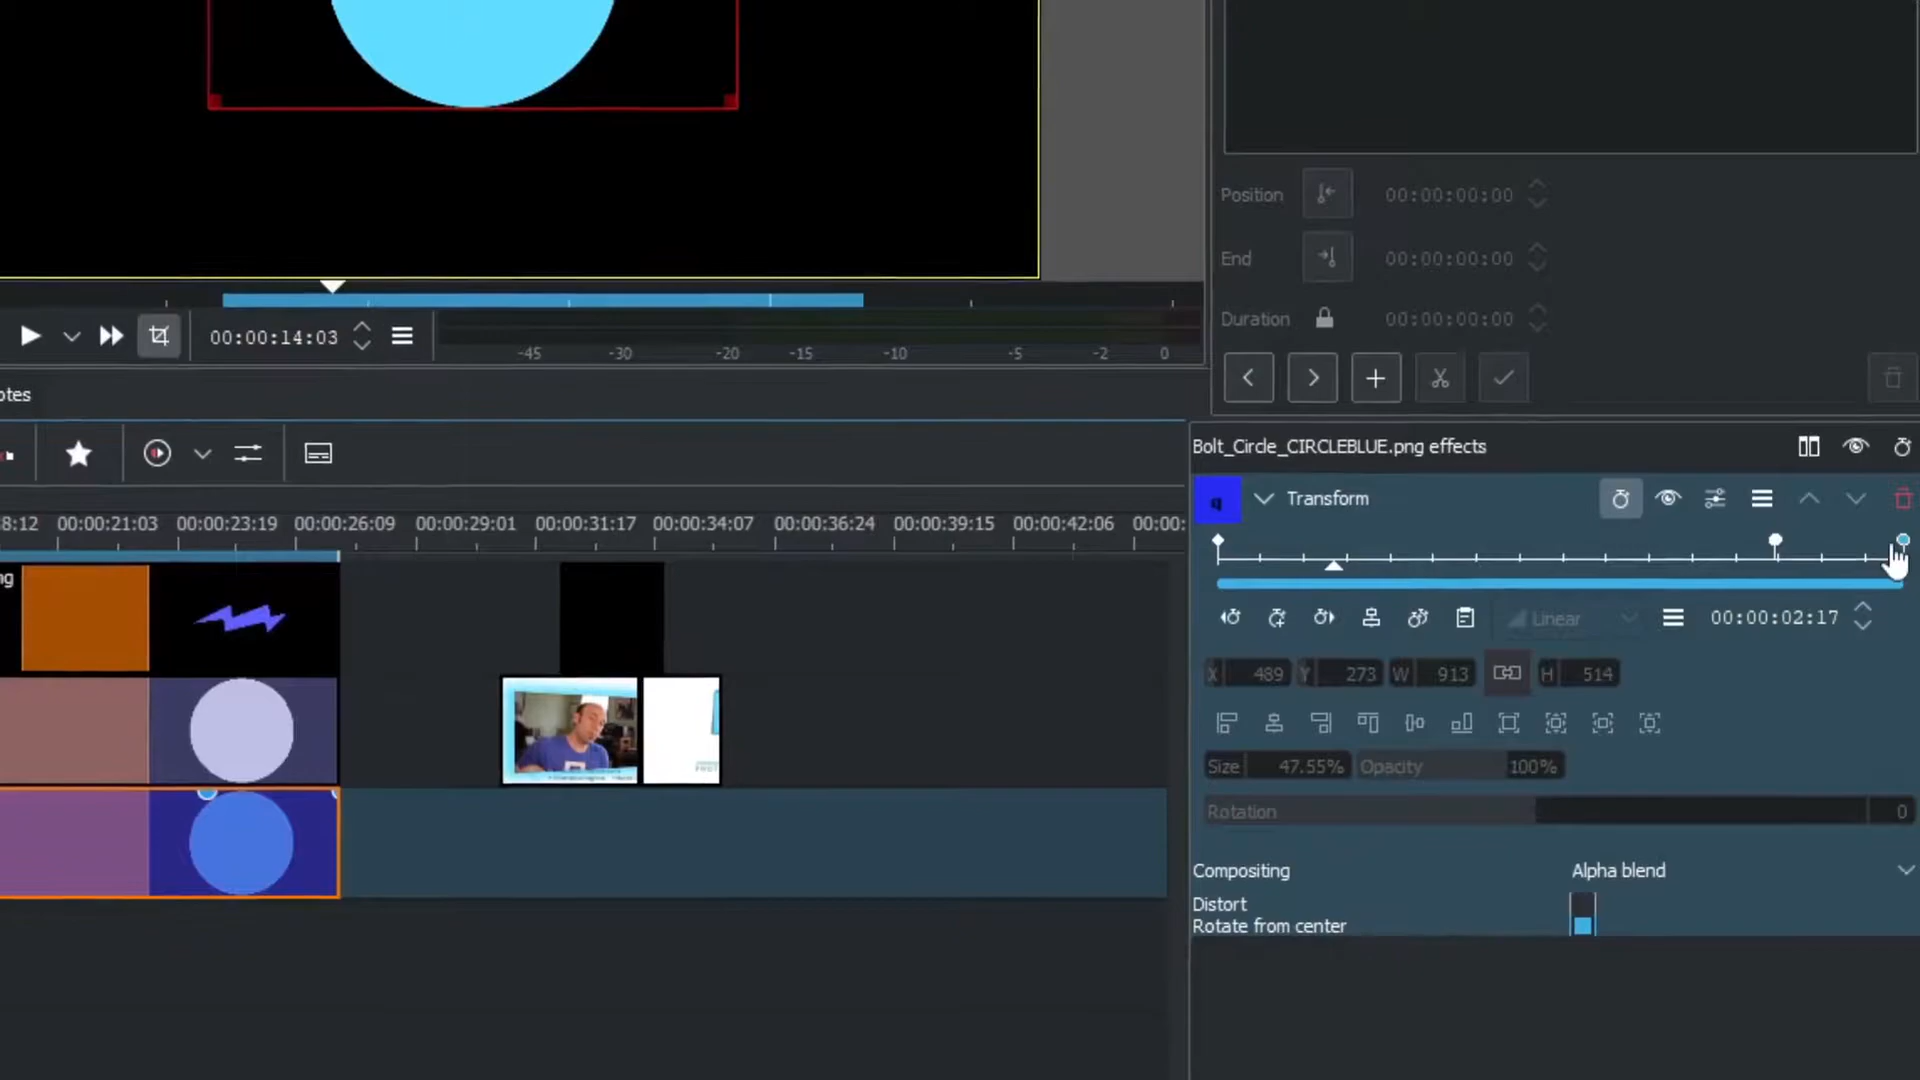 Position 00:00:00:00
End 00:00:00:00
Duration 00:00:00:00
00:00:14:03
-45 -30 -20 -15 -10 -5 -2 0
otes
Bolt_Circle_CIRCLEBLUE.png effects
q Transform
8:12 00:00:21:03 00:00:23:19 00:00:26:09 00:00:29:01 00:00:31:17 00:00:34:07 00:00:36:24 00:00:39:15 00:00:42:06 00:00:
ng
Linear 00:00:02:17
X 489 Y 273 W 913 H 514
Size 47.55% Opacity 100%
Rotation 0
Compositing Alpha blend
Distort
Rotate from center